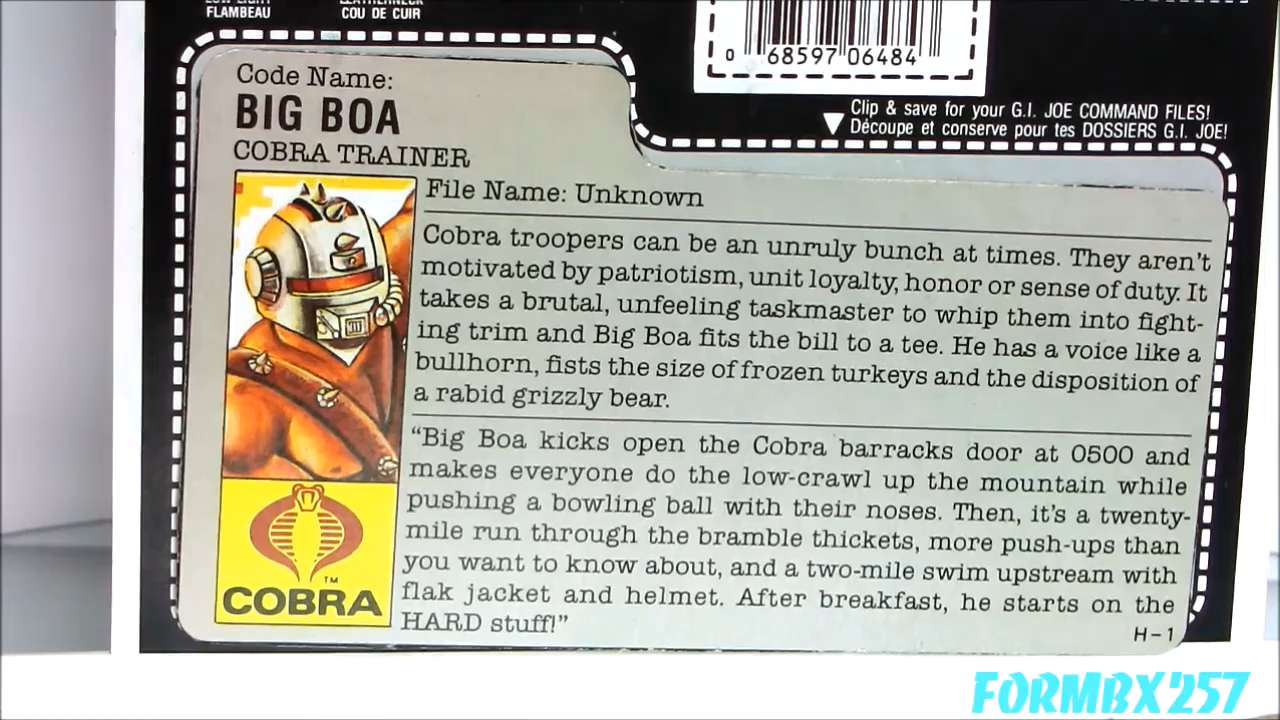 FLAMBEAU
COU DE CUIR
0 68597 06484
Clip & save for your G.I. JOE COMMAND FILES!
Découpe et conserve pour tes DOSSIERS G.I. JOE!
Code Name:
BIG BOA
COBRA TRAINER
File Name: Unknown
Cobra troopers can be an unruly bunch at times. They aren't
motivated by patriotism, unit loyalty, honor or sense of duty. It
takes a brutal, unfeeling taskmaster to whip them into fight-
ing trim and Big Boa fits the bill to a tee. He has a voice like a
bullhorn, fists the size of frozen turkeys and the disposition of
a rabid grizzly bear.
“Big Boa kicks open the Cobra barracks door at 0500 and
makes everyone do the low-crawl up the mountain while
pushing a bowling ball with their noses. Then, it's a twenty-
mile run through the bramble thickets, more push-ups than
you want to know about, and a two-mile swim upstream with
flak jacket and helmet. After breakfast, he starts on the
HARD stuff!”
H-1
TM
COBRA
FORMBX257